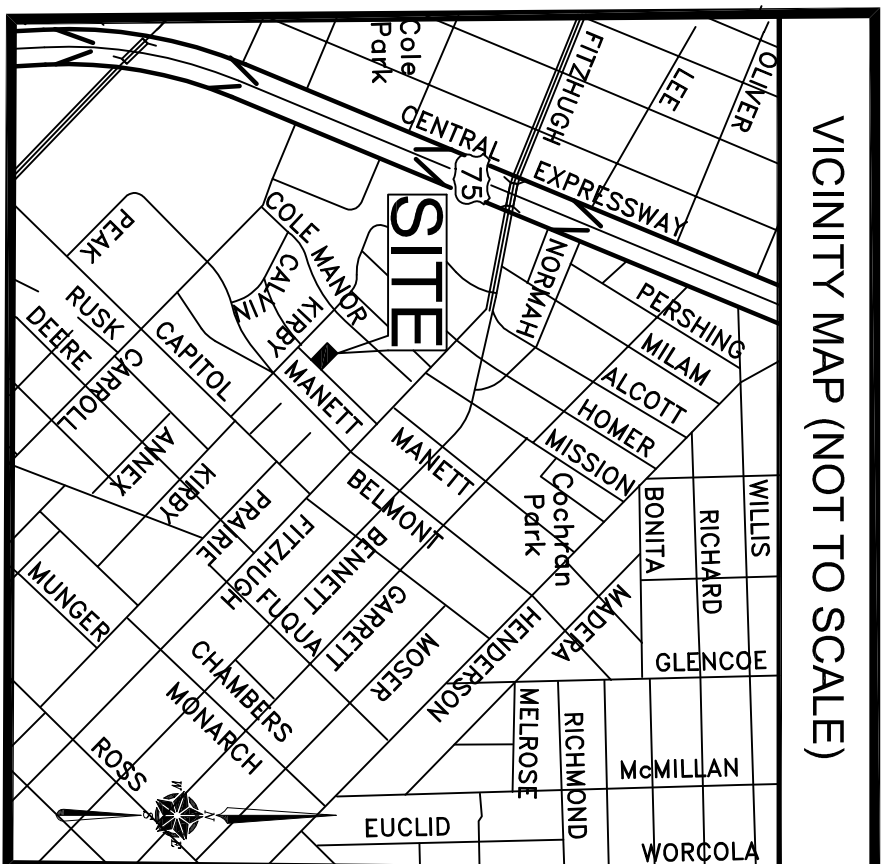 VICINITY MAP (NOT TO SCALE)
Cole
Park
FITZHUGH
LEE
OLIVER
CENTRAL
75
EXPRESSWAY
SITE
PEAK
COLE MANOR
CALVIN
KIRBY
NORMAH
PERSHING
MILAM
ALCOTT
HOMER
MISSION
RUSK
DEERE
CAPITOL
CARROLL
MANETT
MANETT
ANNEX
KIRBY
BELMONT
Cochran
Park
BONITA
RICHARD
WILLIS
PRAIRIE
FITZHUGH
BENNETT
FUQUA
GARRETT
MOSER
HENDERSON
MADERA
GLENCOE
MUNGER
CHAMBERS
MONARCH
ROSS
MELROSE
RICHMOND
McMILLAN
EUCLID
WORCOLA
W
S
N
E